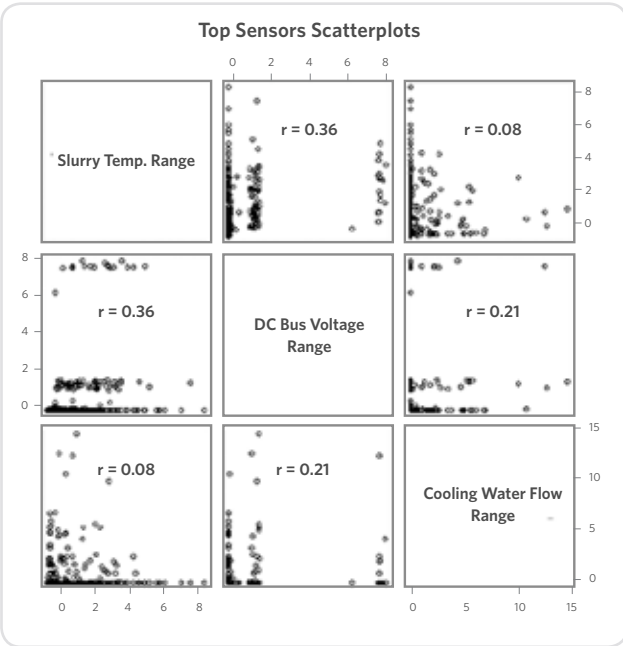 Top Sensors Scatterplots
0 2 4 6 8
Slurry Temp. Range
r = 0.36
r = 0.08
8
6
4
2
0
8
6
4
2
0
r = 0.36
DC Bus Voltage
Range
r = 0.21
r = 0.08
r = 0.21
Cooling Water Flow
Range
15
10
5
0
0 2 4 6 8
0 5 10 15